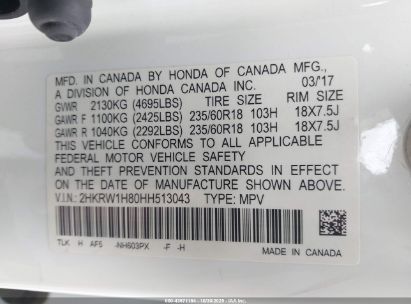 MFD. IN CANADA BY HONDA OF CANADA MFG.,
A DIVISION OF HONDA CANADA INC. 03/'17
GVWR 2130KG (4695LBS) TIRE SIZE RIM SIZE
GAWR F 1100KG (2425LBS) 235/60R18 103H 18X7.5J
GAWR R 1040KG (2292LBS) 235/60R18 103H 18X7.5J
THIS VEHICLE CONFORMS TO ALL APPLICABLE
FEDERAL MOTOR VEHICLE SAFETY
AND THEFT PREVENTION STANDARDS IN EFFECT
ON THE DATE OF MANUFACTURE SHOWN ABOVE.
V.I.N.: 2HKRW1H80HH513043 TYPE: MPV
TLK H AF5 -NH603PX -F -H
MADE IN CANADA